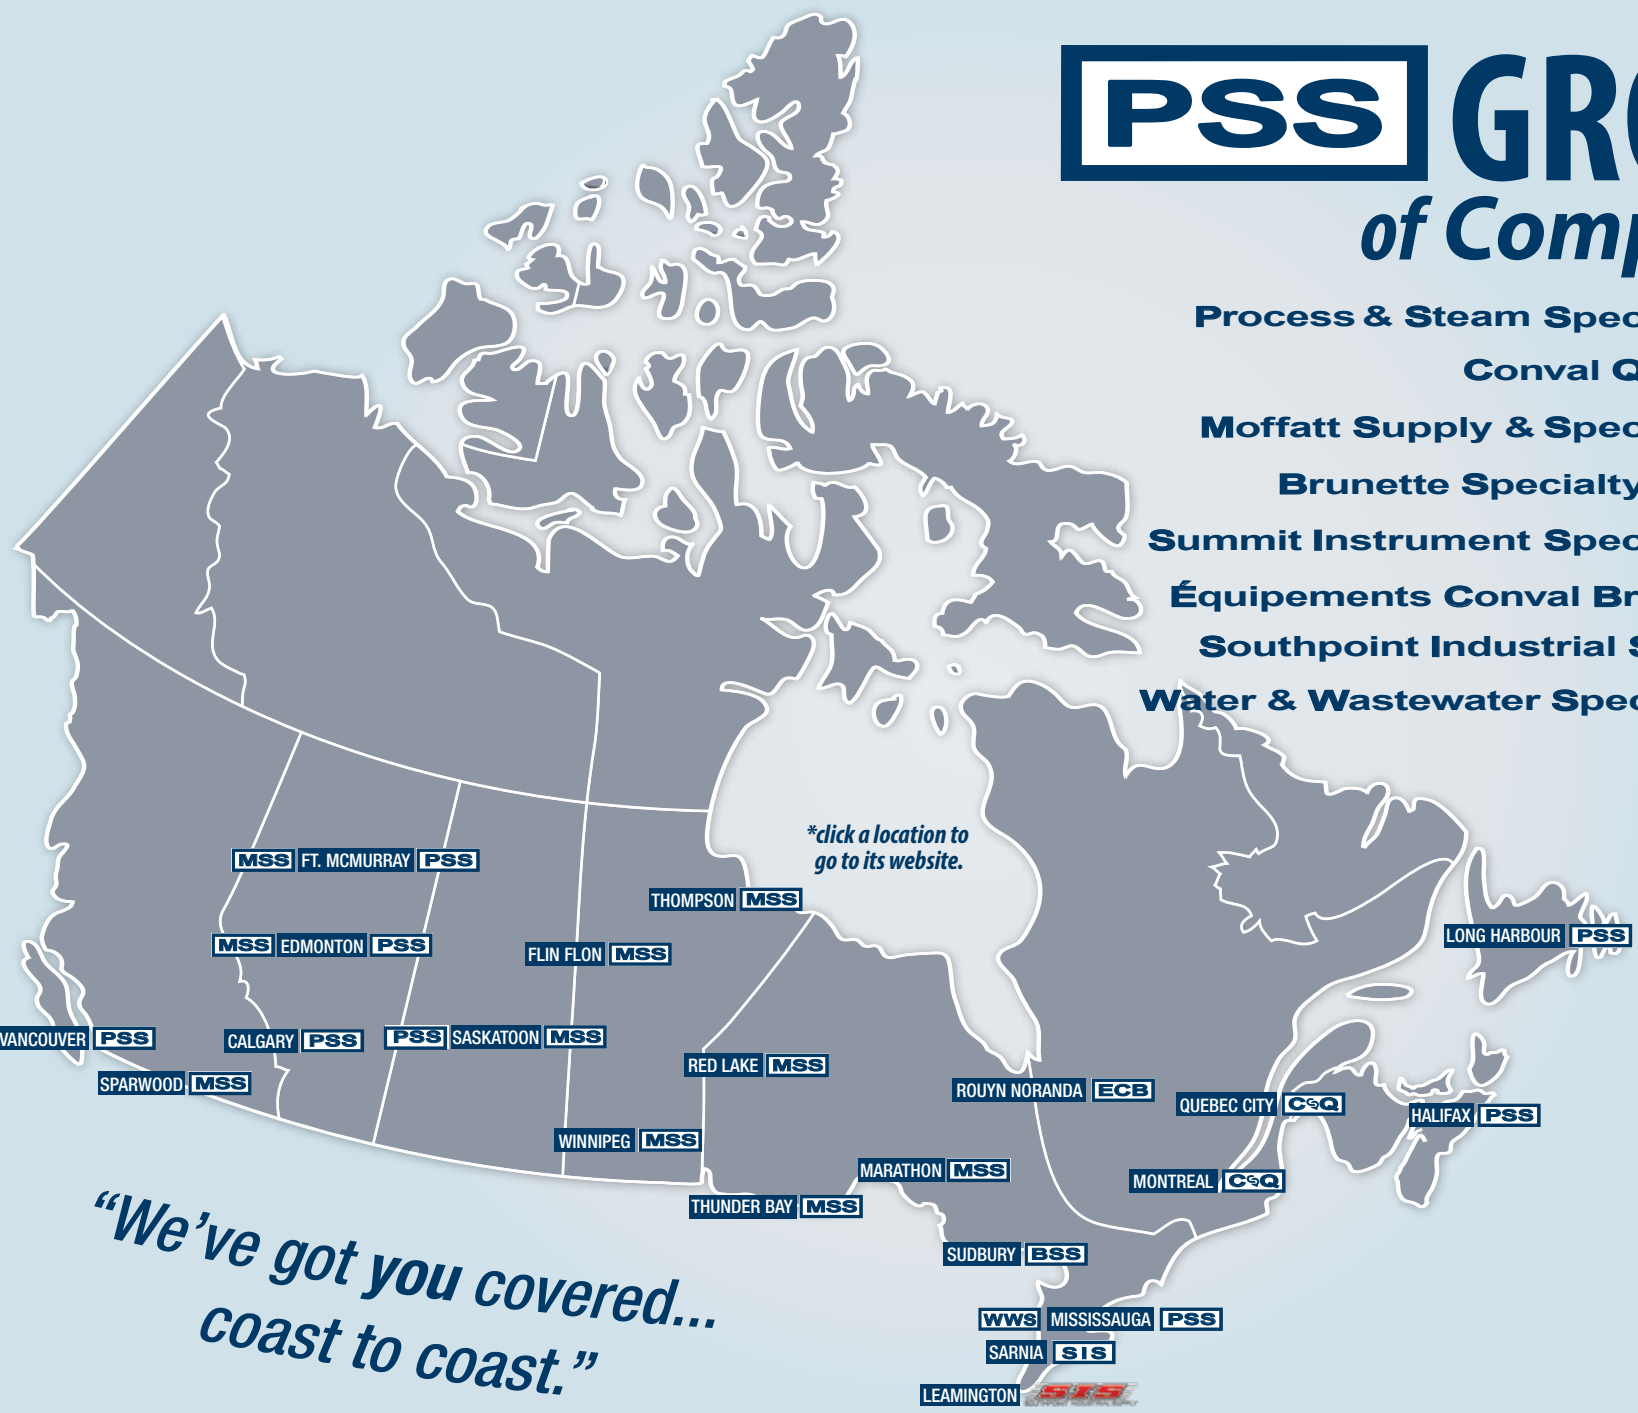 PSS GRO
of Comp
Process & Steam Spec
Conval Q
Moffatt Supply & Spec
Brunette Specialty
Summit Instrument Spec
Équipements Conval Br
Southpoint Industrial S
Water & Wastewater Spec
*click a location to
go to its website.
MSS FT. MCMURRAY PSS
THOMPSON MSS
MSS EDMONTON PSS
FLIN FLON MSS
LONG HARBOUR PSS
VANCOUVER PSS
CALGARY PSS
PSS SASKATOON MSS
SPARWOOD MSS
RED LAKE MSS
ROUYN NORANDA ECB
QUEBEC CITY CSQ
HALIFAX PSS
WINNIPEG MSS
MARATHON MSS
MONTREAL CSQ
THUNDER BAY MSS
SUDBURY BSS
WWS MISSISSAUGA PSS
SARNIA SIS
LEAMINGTON SIS
SOUTHPOINT INDUSTRIAL SUPPLY
“We’ve got you covered...
coast to coast.”